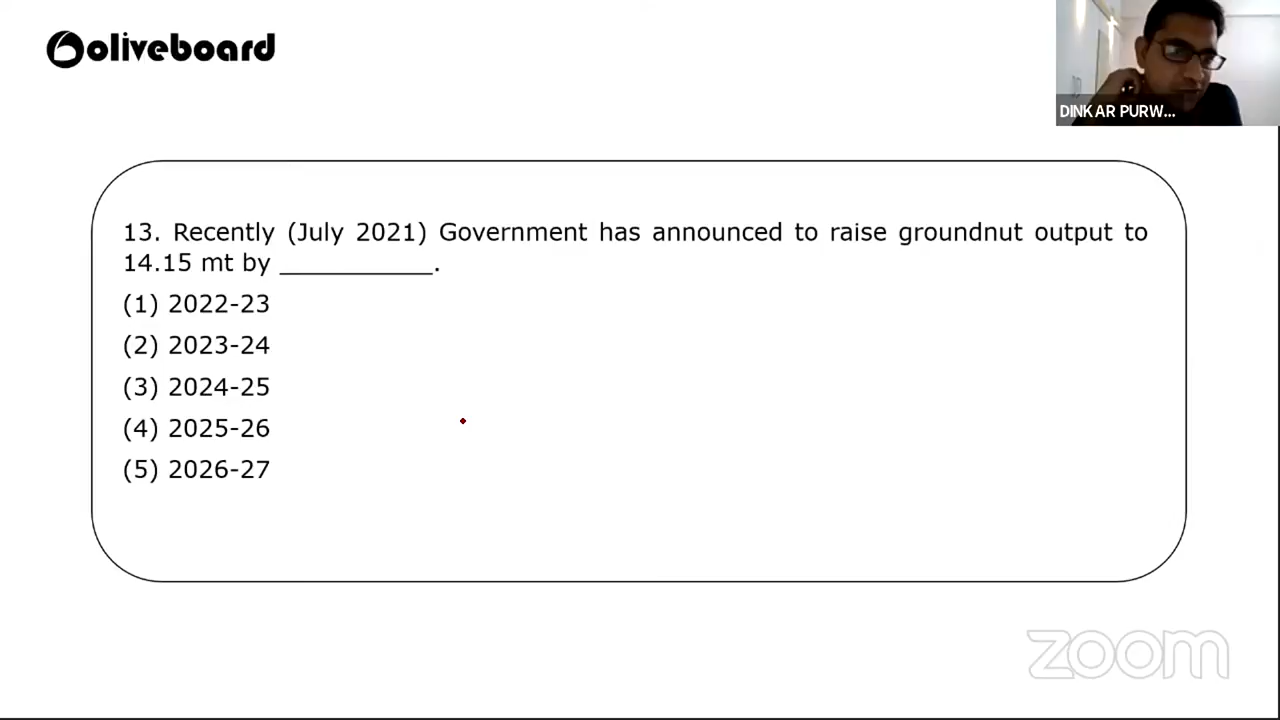 oliveboard
DINKAR PURW...
13. Recently (July 2021) Government has announced to raise groundnut output to
14.15 mt by ___________.
(1) 2022-23
(2) 2023-24
(3) 2024-25
(4) 2025-26
(5) 2026-27
zoom